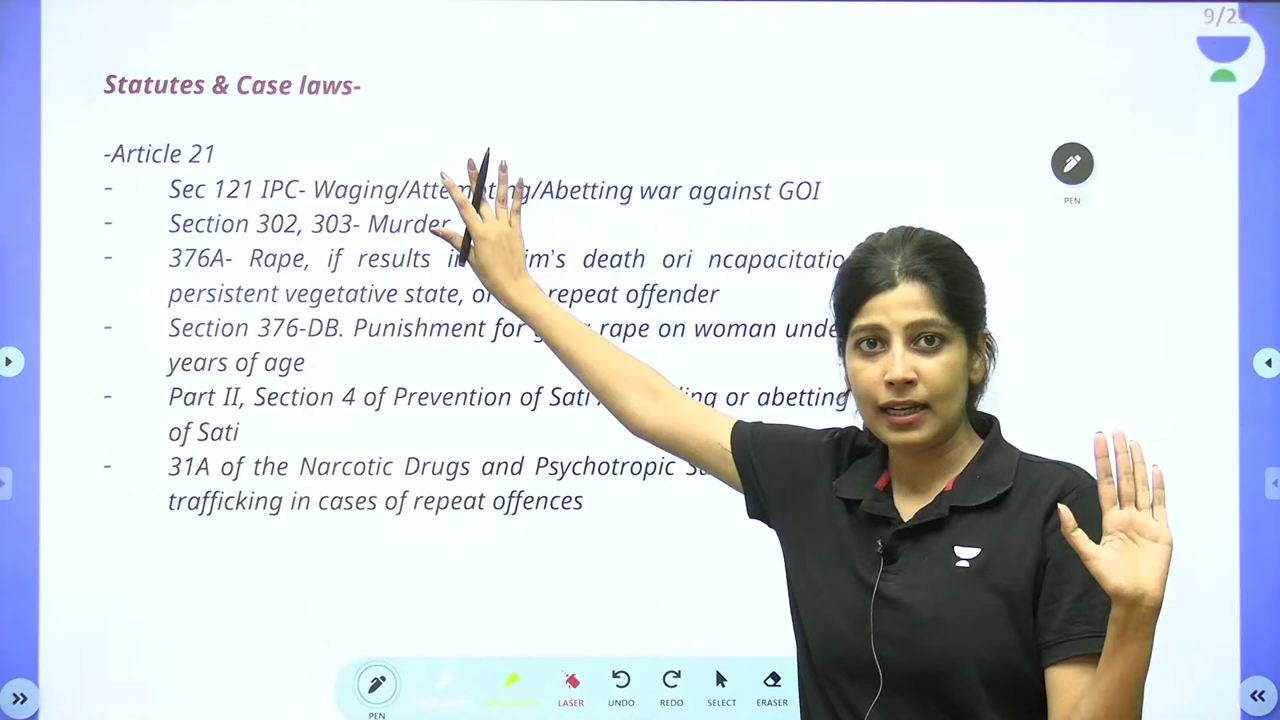 9/2
Statutes & Case laws-
-Article 21
- Sec 121 IPC- Waging/Attempting/Abetting war against GOI
- Section 302, 303- Murder
- 376A- Rape, if results in death ori ncapacitatio
persistent vegetative state, or repeat offender
- Section 376-DB. Punishment for rape on woman unde
years of age
- Part II, Section 4 of Prevention of Sati or abetting
of Sati
- 31A of the Narcotic Drugs and Psychotropic
trafficking in cases of repeat offences
PEN
PEN
LASER
UNDO
REDO
SELECT
ERASER